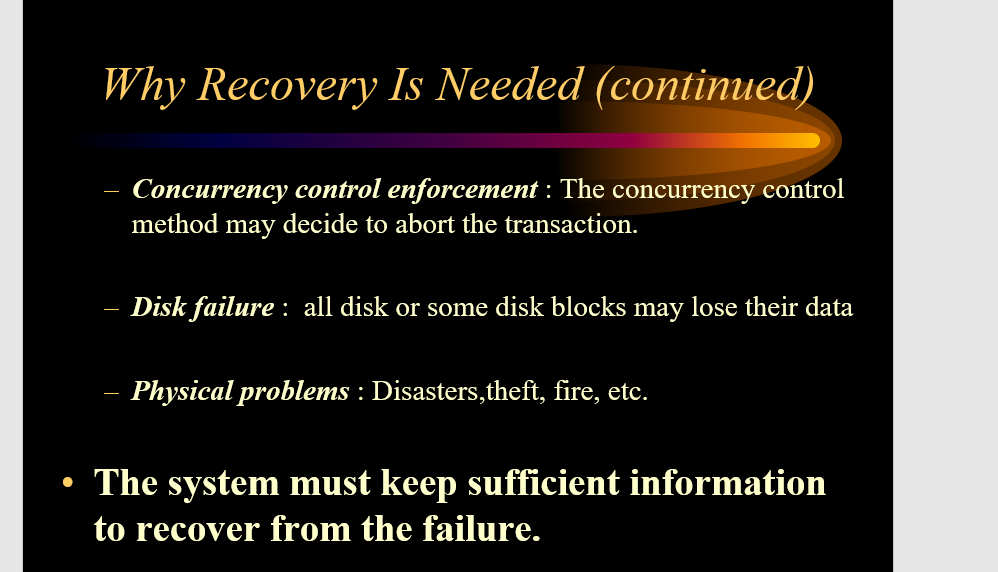 Why Recovery Is Needed (continued)
– Concurrency control enforcement : The concurrency control
method may decide to abort the transaction.
– Disk failure :  all disk or some disk blocks may lose their data
– Physical problems : Disasters,theft, fire, etc.
• The system must keep sufficient information
to recover from the failure.